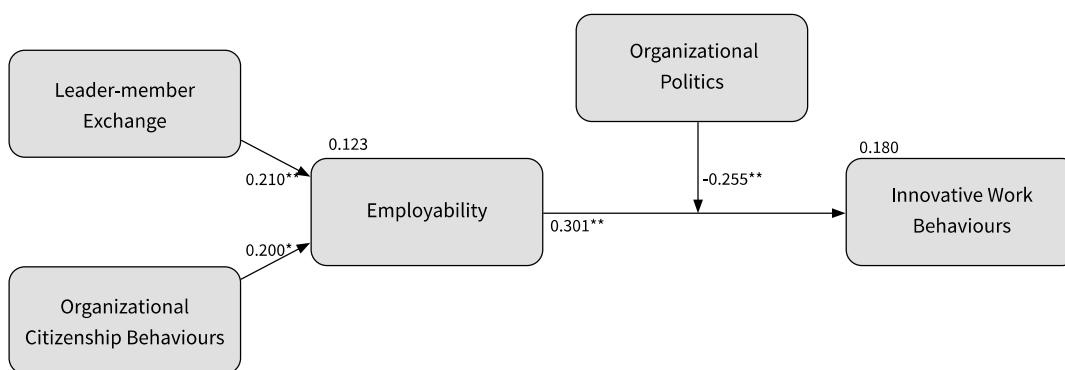 Organizational
Politics
Leader-member
Exchange
0.123
0.180
0.210**
-0.255**
Employability
Innovative Work
Behaviours
0.301**
0.200*
Organizational
Citizenship Behaviours